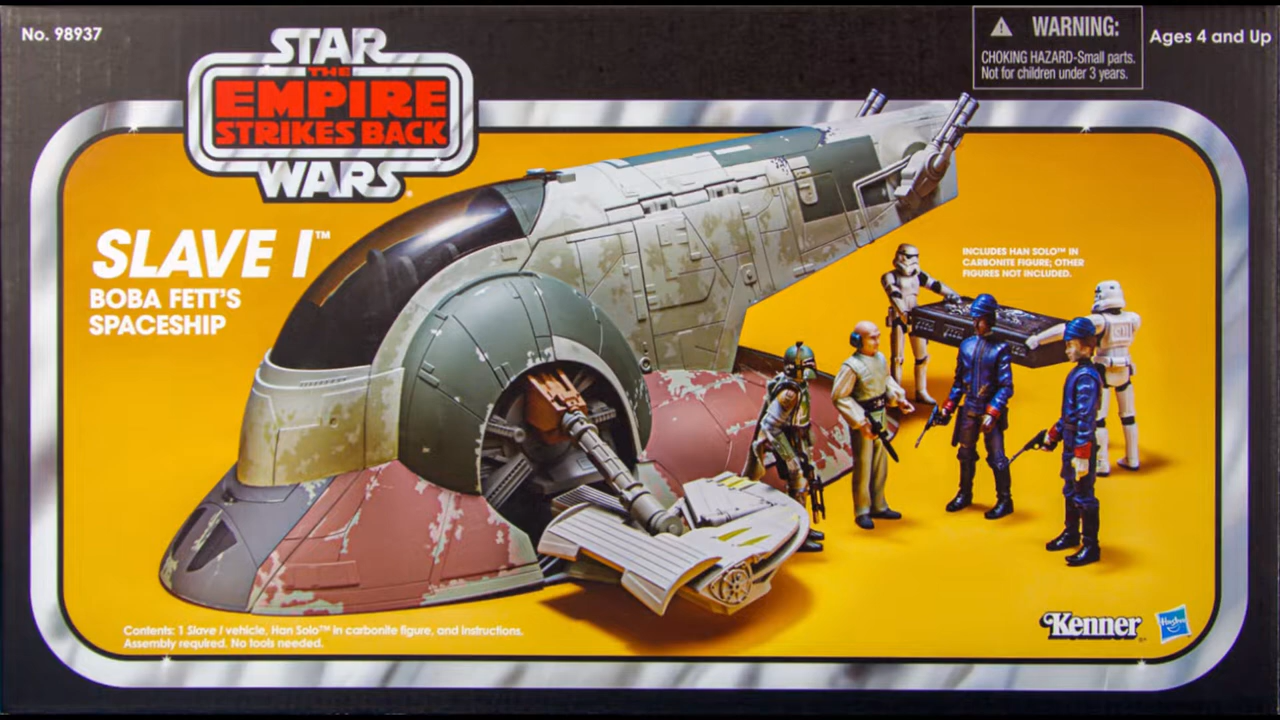 No. 98937
STAR
THE
EMPIRE
STRIKES BACK
WARS
WARNING:
CHOKING HAZARD-Small parts.
Not for children under 3 years.
Ages 4 and Up
SLAVE I™
BOBA FETT'S
SPACESHIP
INCLUDES HAN SOLO™ IN
CARBONITE FIGURE; OTHER
FIGURES NOT INCLUDED.
Contents: 1 Slave I vehicle, Han Solo™ in carbonite figure, and instructions.
Assembly required. No tools needed.
Kenner®
Hasbro